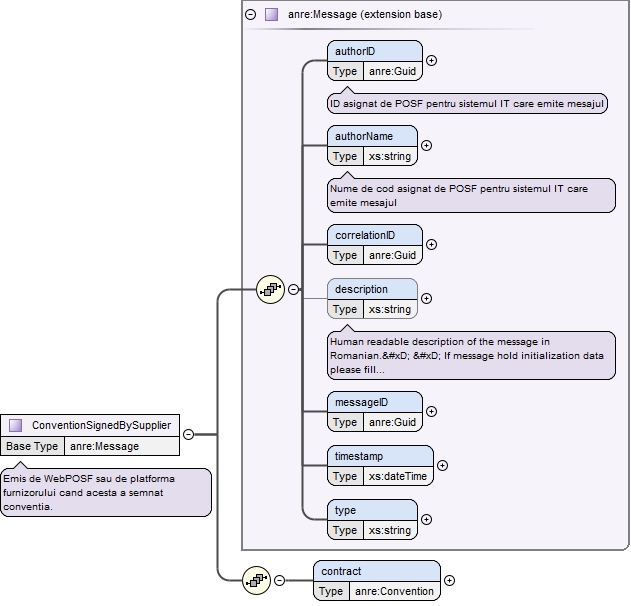 anre:Message (extension base)
authorID
Type anre:Guid
ID asignat de POSF pentru sistemul IT care emite mesajul
authorName
Type xs:string
Nume de cod asignat de POSF pentru sistemul IT care
emite mesajul
correlationID
Type anre:Guid
description
Type xs:string
Human readable description of the message in
Romanian.&#xD; &#xD; If message hold initialization data
please fill...
messageID
Type anre:Guid
timestamp
Type xs:dateTime
type
Type xs:string
ConventionSignedBySupplier
Base Type anre:Message
Emis de WebPOSF sau de platforma
furnizorului cand acesta a semnat
conventia.
contract
Type anre:Convention